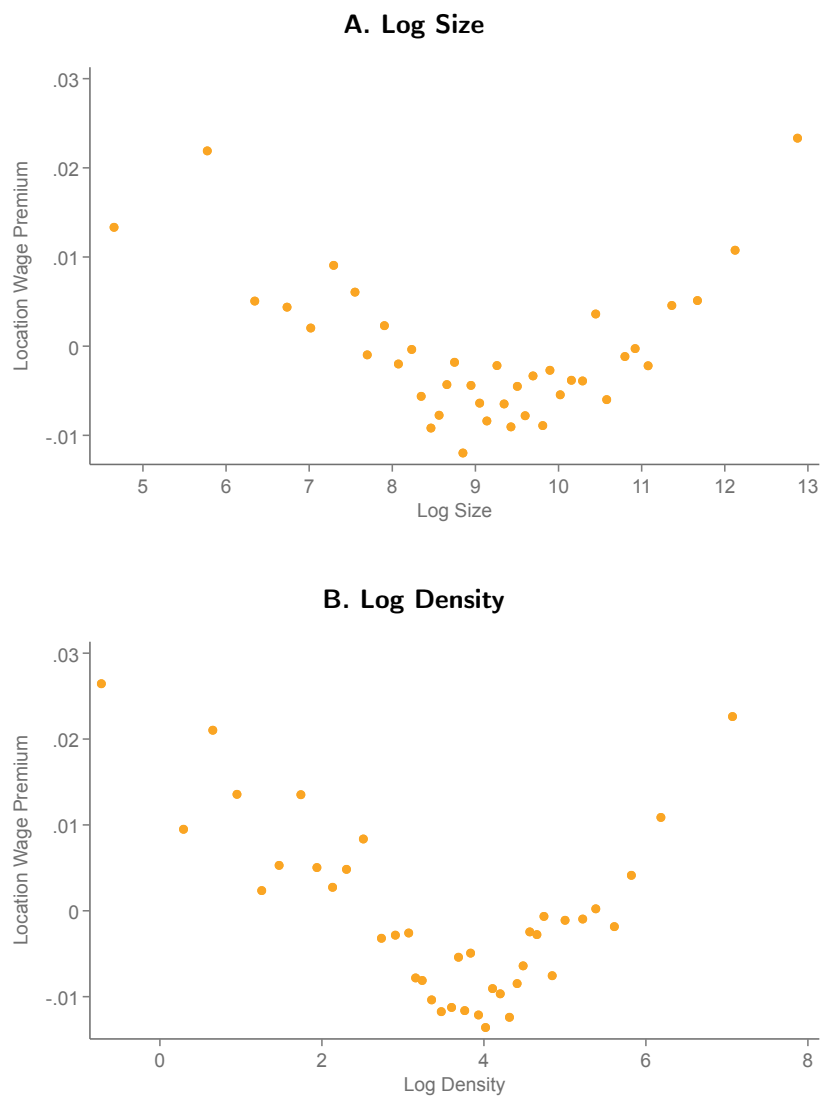 A. Log Size
.03
.02
.01
0
-.01
Location Wage Premium
5 6 7 8 9 10 11 12 13
Log Size
B. Log Density
.03
.02
.01
0
-.01
Location Wage Premium
0 2 4 6 8
Log Density